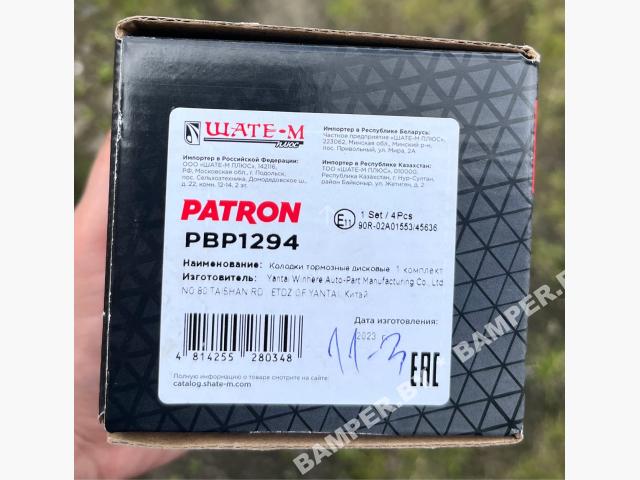 ШАТЕ-М
ПЛЮС
Импортер в Республике Беларусь:
Частное предприятие «ШАТЕ-М ПЛЮС»,
223062, Минская обл., Минский р-н,
пос. Привольный, ул. Мира, 2А
Импортер в Российской Федерации:
ООО «ШАТЕ-М ПЛЮС», 142116,
РФ, Московская обл., г. Подольск,
пос. Сельхозтехника, Домодедовское ш.,
д. 22, комн. 12-14, 2 эт.
Импортер в Республике Казахстан:
ТОО «ШАТЕ-М ПЛЮС», 010000,
Республика Казахстан, г. Нур-Султан,
район Байконыр, ул. Жетиген, д. 2
PATRON
PBP1294
E11
1 Set / 4Pcs
90R-02A01553/45636
Наименование: Колодки тормозные дисковые 1 комплект
Изготовитель: Yantai Winhere Auto-Part Manufacturing Co., Ltd
NO.80 TAISHAN RD., ETDZ OF YANTAI, Китай
Дата изготовления:
2023 г.
11-3
4 814255 280348
EAC
Полную информацию о товаре смотрите на сайте
catalog.shate-m.com
BAMPER.B
BAMPER.B